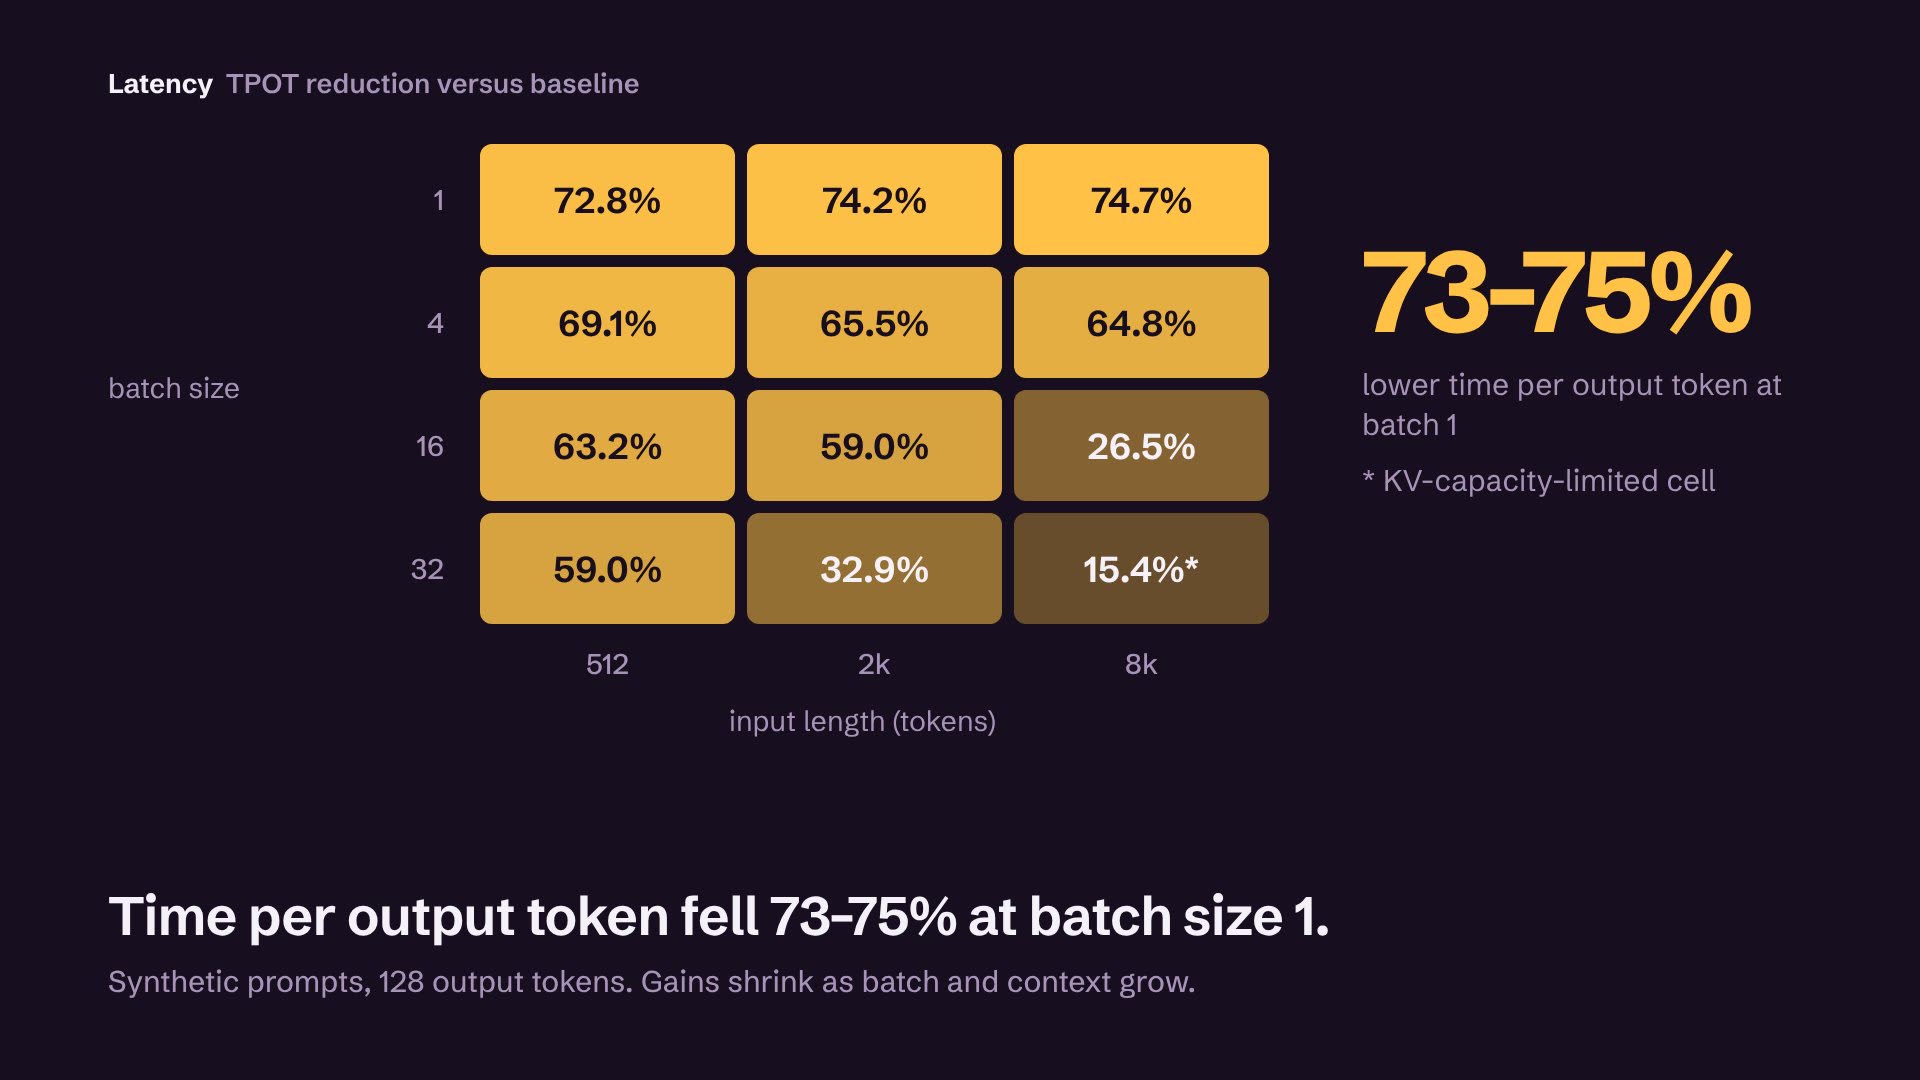 Latency TPOT reduction versus baseline
1 72.8% 74.2% 74.7%
4 69.1% 65.5% 64.8%
batch size
16 63.2% 59.0% 26.5%
32 59.0% 32.9% 15.4%*
512 2k 8k
input length (tokens)
73-75%
lower time per output token at
batch 1
* KV-capacity-limited cell
Time per output token fell 73-75% at batch size 1.
Synthetic prompts, 128 output tokens. Gains shrink as batch and context grow.